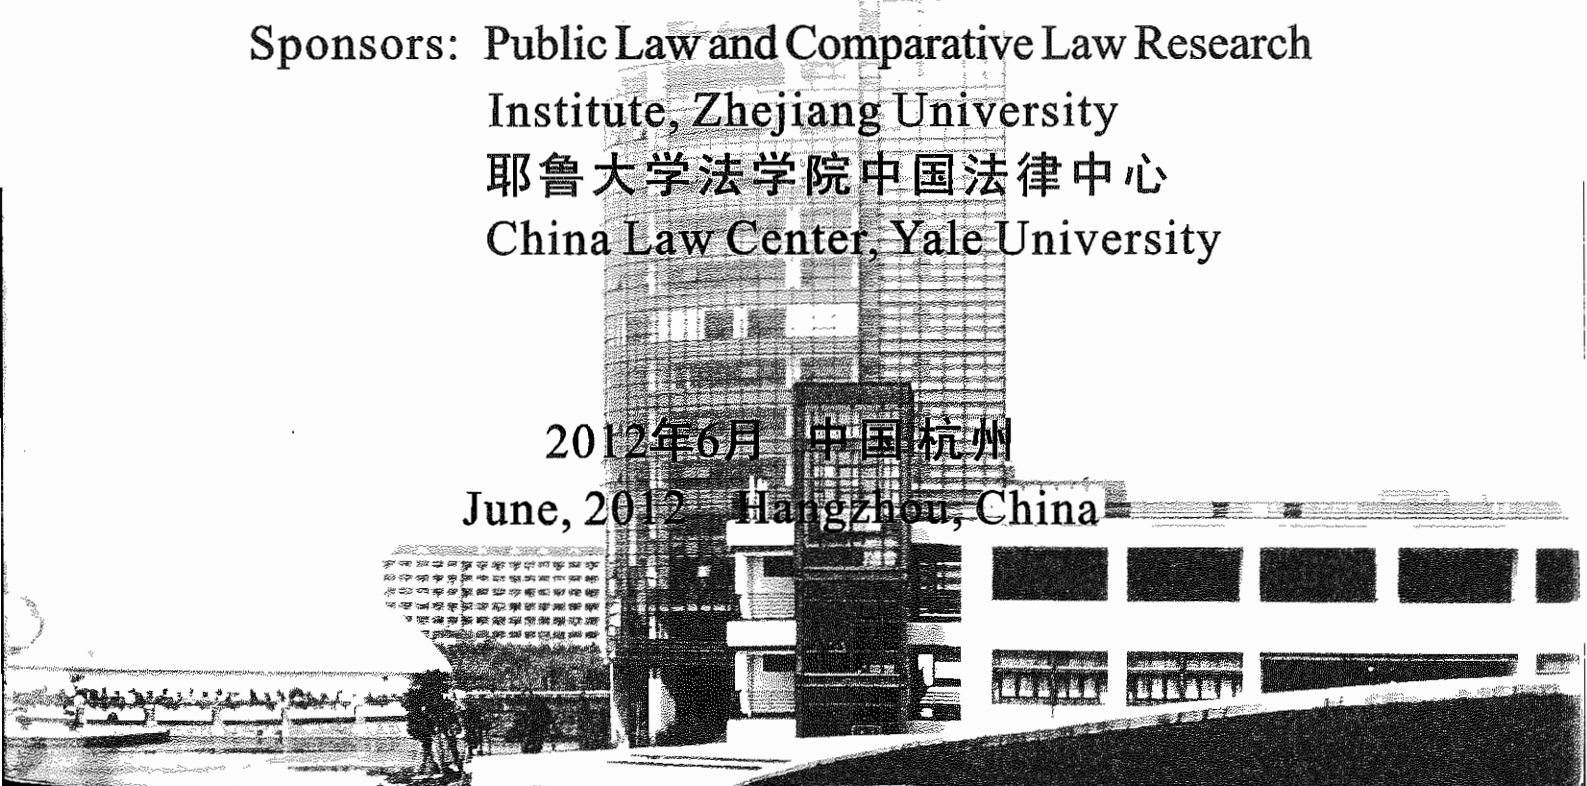 Sponsors: Public Law and Comparative Law Research
Institute, Zhejiang University
耶鲁大学法学院中国法律中心
China Law Center, Yale University
2012年6月 中国杭州
June, 2012 Hangzhou, China